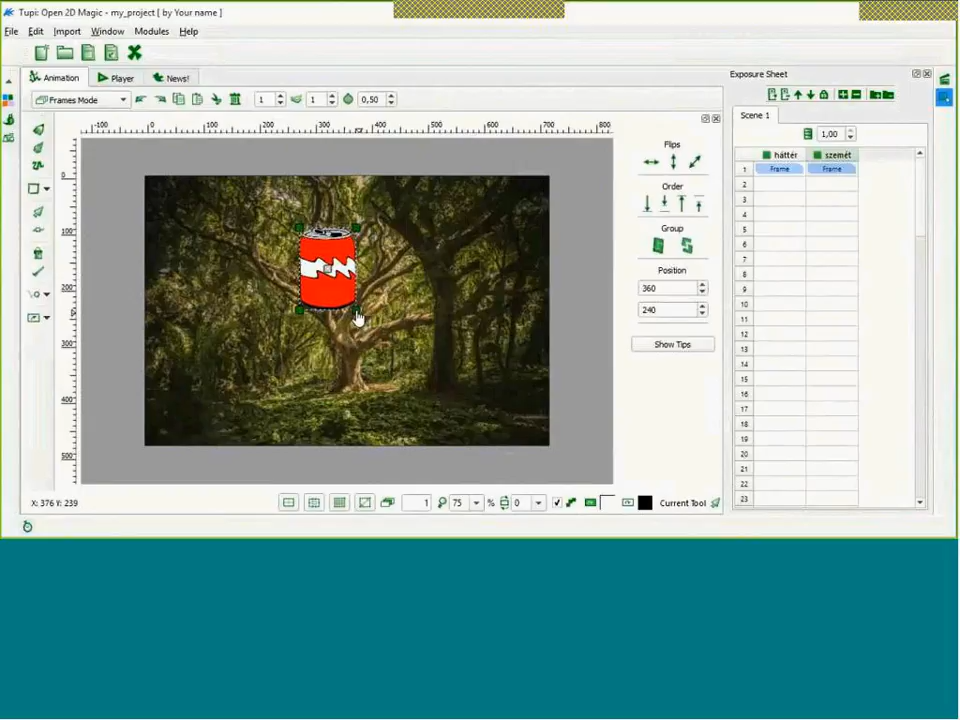 Tupi: Open 2D Magic - my_project [ by Your name ]
File Edit Import Window Modules Help
Animation Player News!
Exposure Sheet
Frames Mode 1 1 0,50
Scene 1
1,00
-100 0 100 200 300 400 500 600 700 800
0
100
200
300
400
500
Flips
Order
Group
Position
360
240
Show Tips
háttér szemét
1 Frame Frame
2
3
4
5
6
7
8
9
10
11
12
13
14
15
16
17
18
19
20
21
22
23
X: 376 Y: 239 1 75 % 0 Current Tool